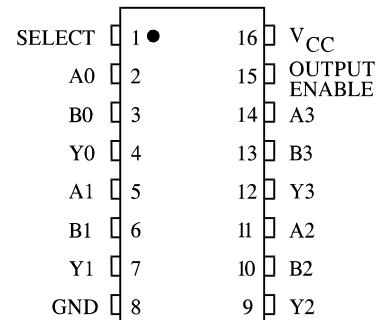 SELECT 1 16 VCC
A0 2 15 OUTPUT ENABLE
B0 3 14 A3
Y0 4 13 B3
A1 5 12 Y3
B1 6 11 A2
Y1 7 10 B2
GND 8 9 Y2